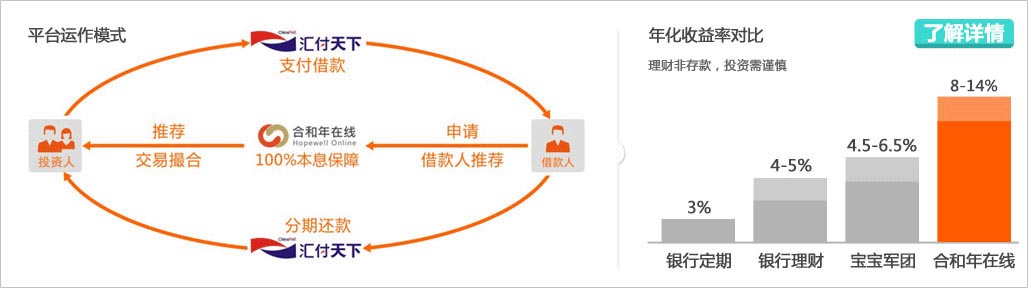 平台运作模式
ChinaPnR
汇付天下
支付借款
投资人
推荐
交易撮合
合和年在线
Hopewell Online
100%本息保障
申请
借款人推荐
借款人
分期还款
ChinaPnR
汇付天下
年化收益率对比
了解详情
理财非存款，投资需谨慎
3%
4-5%
4.5-6.5%
8-14%
银行定期
银行理财
宝宝军团
合和年在线